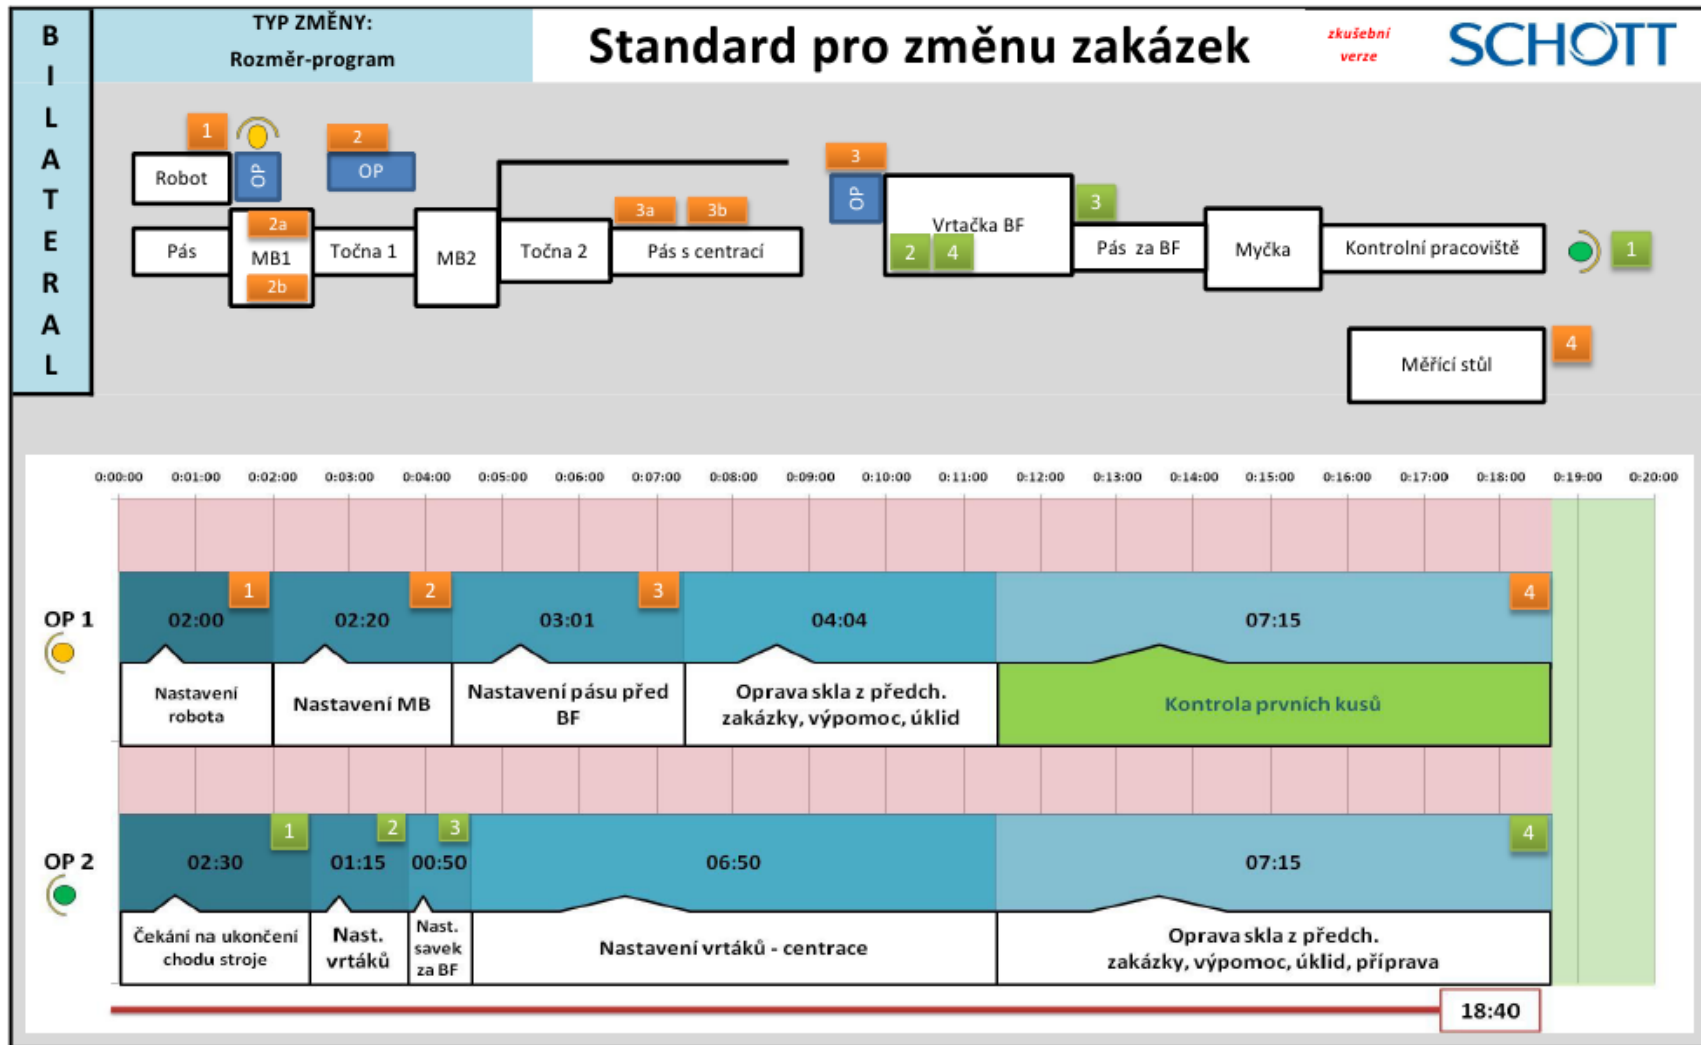 B
I
L
A
T
E
R
A
L
TYP ZMĚNY:
Rozměr-program
Standard pro změnu zakázek
zkušební
verze
SCHOTT
1
2
3
OP
OP
OP
Robot
3a
3b
3
2a
Pás
MB1
Točna 1
MB2
Točna 2
Pás s centrací
Vrtačka BF
2
4
Pás za BF
Myčka
Kontrolní pracoviště
1
2b
Měřící stůl
4
0:00:00 0:01:00 0:02:00 0:03:00 0:04:00 0:05:00 0:06:00 0:07:00 0:08:00 0:09:00 0:10:00 0:11:00 0:12:00 0:13:00 0:14:00 0:15:00 0:16:00 0:17:00 0:18:00 0:19:00 0:20:00
1
2
3
4
OP 1
02:00
02:20
03:01
04:04
07:15
Nastavení
robota
Nastavení MB
Nastavení pásu před
BF
Oprava skla z předch.
zakázky, výpomoc, úklid
Kontrola prvních kusů
1
2
3
4
OP 2
02:30
01:15
00:50
06:50
07:15
Čekání na ukončení
chodu stroje
Nast.
vrtáků
Nast.
savek
za BF
Nastavení vrtáků - centrace
Oprava skla z předch.
zakázky, výpomoc, úklid, příprava
18:40